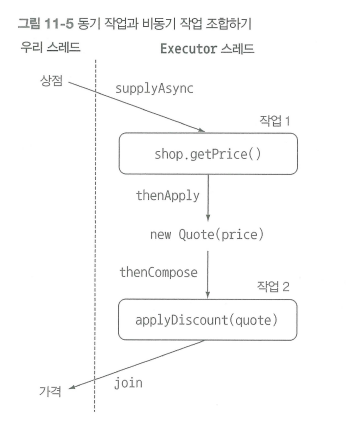 그림 11-5 동기 작업과 비동기 작업 조합하기
우리 스레드
Executor 스레드
상점
supplyAsync
작업 1
shop.getPrice()
thenApply
new Quote(price)
thenCompose
작업 2
applyDiscount(quote)
join
가격